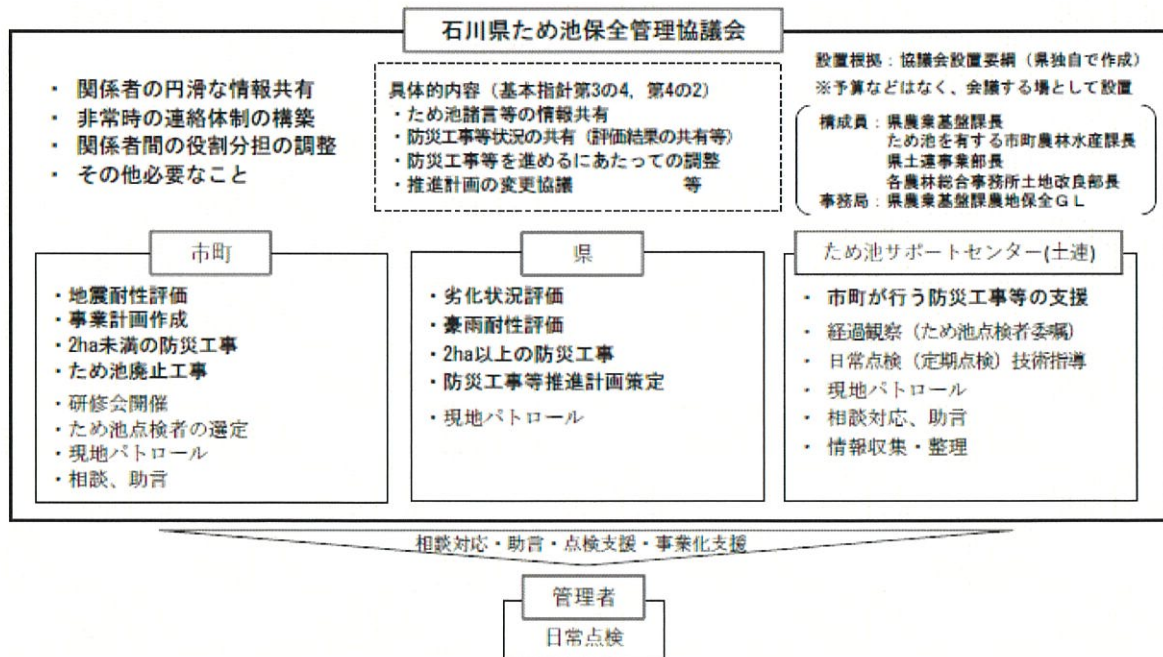 石川県ため池保全管理協議会
・ 関係者の円滑な情報共有
・ 非常時の連絡体制の構築
・ 関係者間の役割分担の調整
・ その他必要なこと
具体的内容（基本指針第3の4, 第4の2）
・ため池諸言等の情報共有
・防災工事等状況の共有（評価結果の共有等）
・防災工事等を進めるにあたっての調整
・推進計画の変更協議 等
設置根拠：協議会設置要綱（県独自で作成）
※予算などはなく、会議する場として設置
構成員：県農業基盤課長
ため池を有する市町農林水産課長
県土連事業部長
各農林総合事務所土地改良部長
事務局：県農業基盤課農地保全ＧＬ
市町
・地震耐性評価
・事業計画作成
・2ha未満の防災工事
・ため池廃止工事
・研修会開催
・ため池点検者の選定
・現地パトロール
・相談、助言
県
・劣化状況評価
・豪雨耐性評価
・2ha以上の防災工事
・防災工事等推進計画策定
・現地パトロール
ため池サポートセンター(土連)
・ 市町が行う防災工事等の支援
・ 経過観察（ため池点検者委嘱）
・ 日常点検（定期点検）技術指導
・ 現地パトロール
・ 相談対応、助言
・ 情報収集・整理
相談対応・助言・点検支援・事業化支援
管理者
日常点検